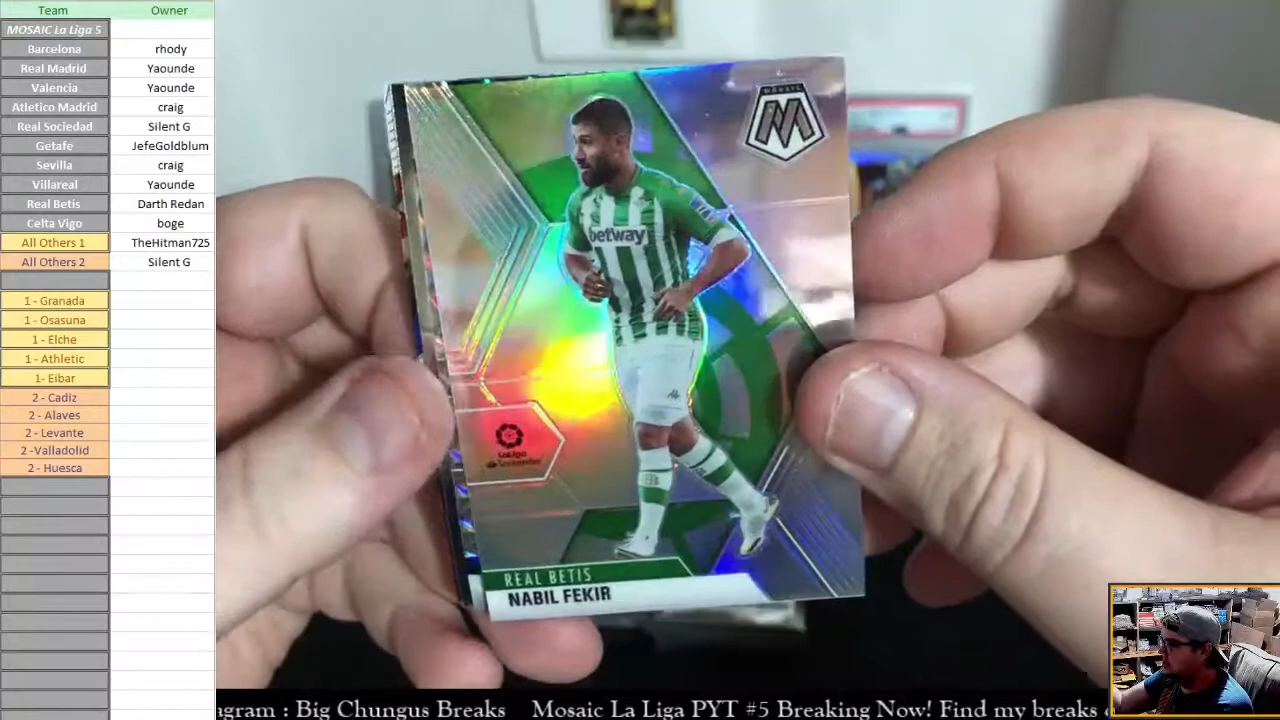 Team Owner
MOSAIC La Liga 5
Barcelona rhody
Real Madrid Yaounde
Valencia Yaounde
Atletico Madrid craig
Real Sociedad Silent G
Getafe JefeGoldblum
Sevilla craig
Villareal Yaounde
Real Betis Darth Redan
Celta Vigo boge
All Others 1 TheHitman725
All Others 2 Silent G
1 - Granada
1 - Osasuna
1 - Elche
1 - Athletic
1- Eibar
2 - Cadiz
2 - Alaves
2 - Levante
2 -Valladolid
2 - Huesca
MOSAIC
M
betway
LaLiga
Santander
REAL BETIS
NABIL FEKIR
agram : Big Chungus Breaks Mosaic La Liga PYT #5 Breaking Now! Find my breaks